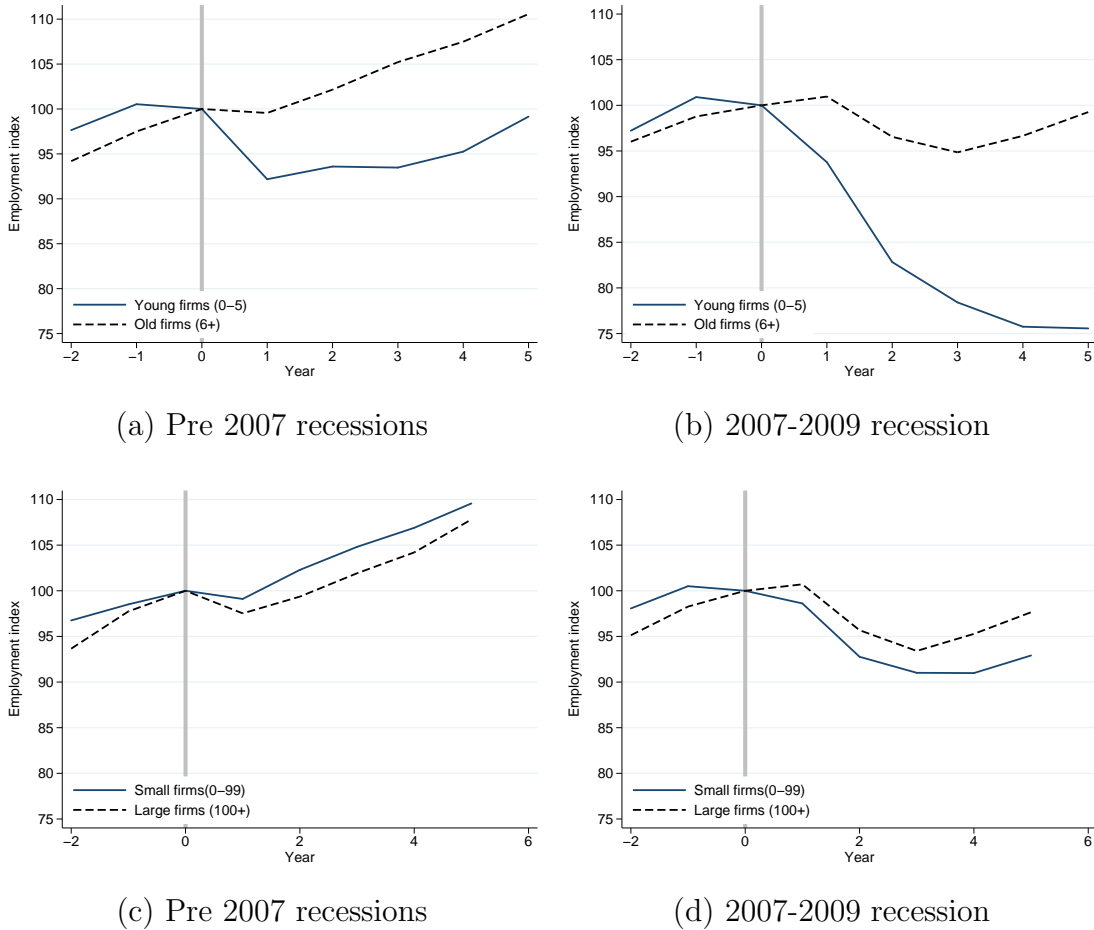 110
105
100
95
90
85
80
75
Employment index
Young firms (0−5)
Old firms (6+)
−2 −1 0 1 2 3 4 5
Year
(a) Pre 2007 recessions
110
105
100
95
90
85
80
75
Employment index
Young firms (0−5)
Old firms (6+)
−2 −1 0 1 2 3 4 5
Year
(b) 2007-2009 recession
110
105
100
95
90
85
80
75
Employment index
Small firms(0−99)
Large firms (100+)
−2 0 2 4 6
Year
(c) Pre 2007 recessions
110
105
100
95
90
85
80
75
Employment index
Small firms(0−99)
Large firms (100+)
−2 0 2 4 6
Year
(d) 2007-2009 recession